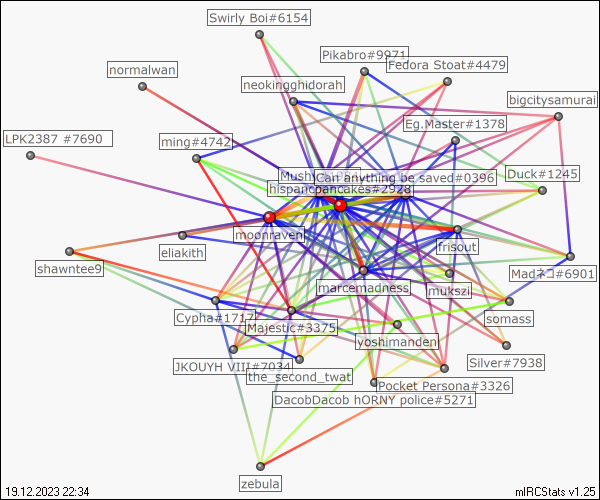 Swirly Boi#6154
Pikabro#9971
Fedora Stoat#4479
normalwan
neokingghidorah
bigcitysamurai
Eg.Master#1378
LPK2387 #7690
ming#4742
Mush
Can anything be saved#0396
Duck#1245
hispancpancakes#2928
moonraven
frisout
eliakith
shawntee9
marcemadness
mukszi
Madネコ#6901
Cypha#1717
Majestic#3375
somass
yoshimanden
JKOUYH VIII#7034
the_second_twat
Silver#7938
Pocket Persona#3326
DacobDacob hORNY police#5271
zebula
19.12.2023 22:34
mIRCStats v1.25